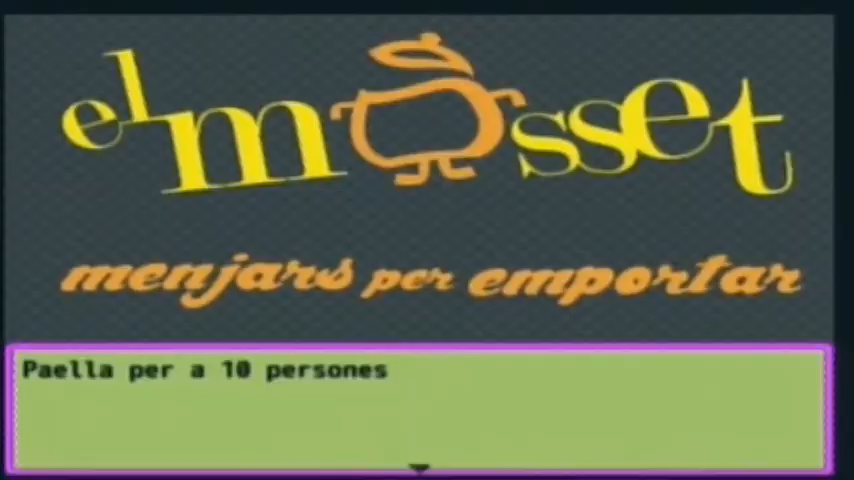 el mosset
menjars per emportar
Paella per a 10 persones